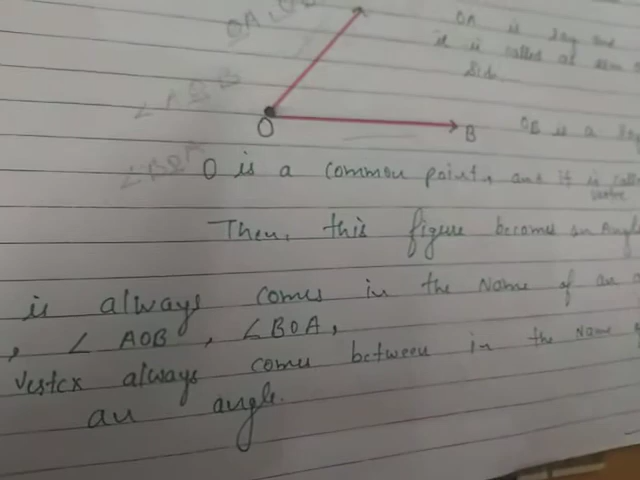 OA is ray and
it is called as arm
Side
O
B
OB is a Ray
O is a common point, and it is calle
vertex
Then, this figure becomes an Angle
is always comes in the Name of an a
, ∠ AOB , ∠BOA,
Vertex always comes between in the Name of
an angle.